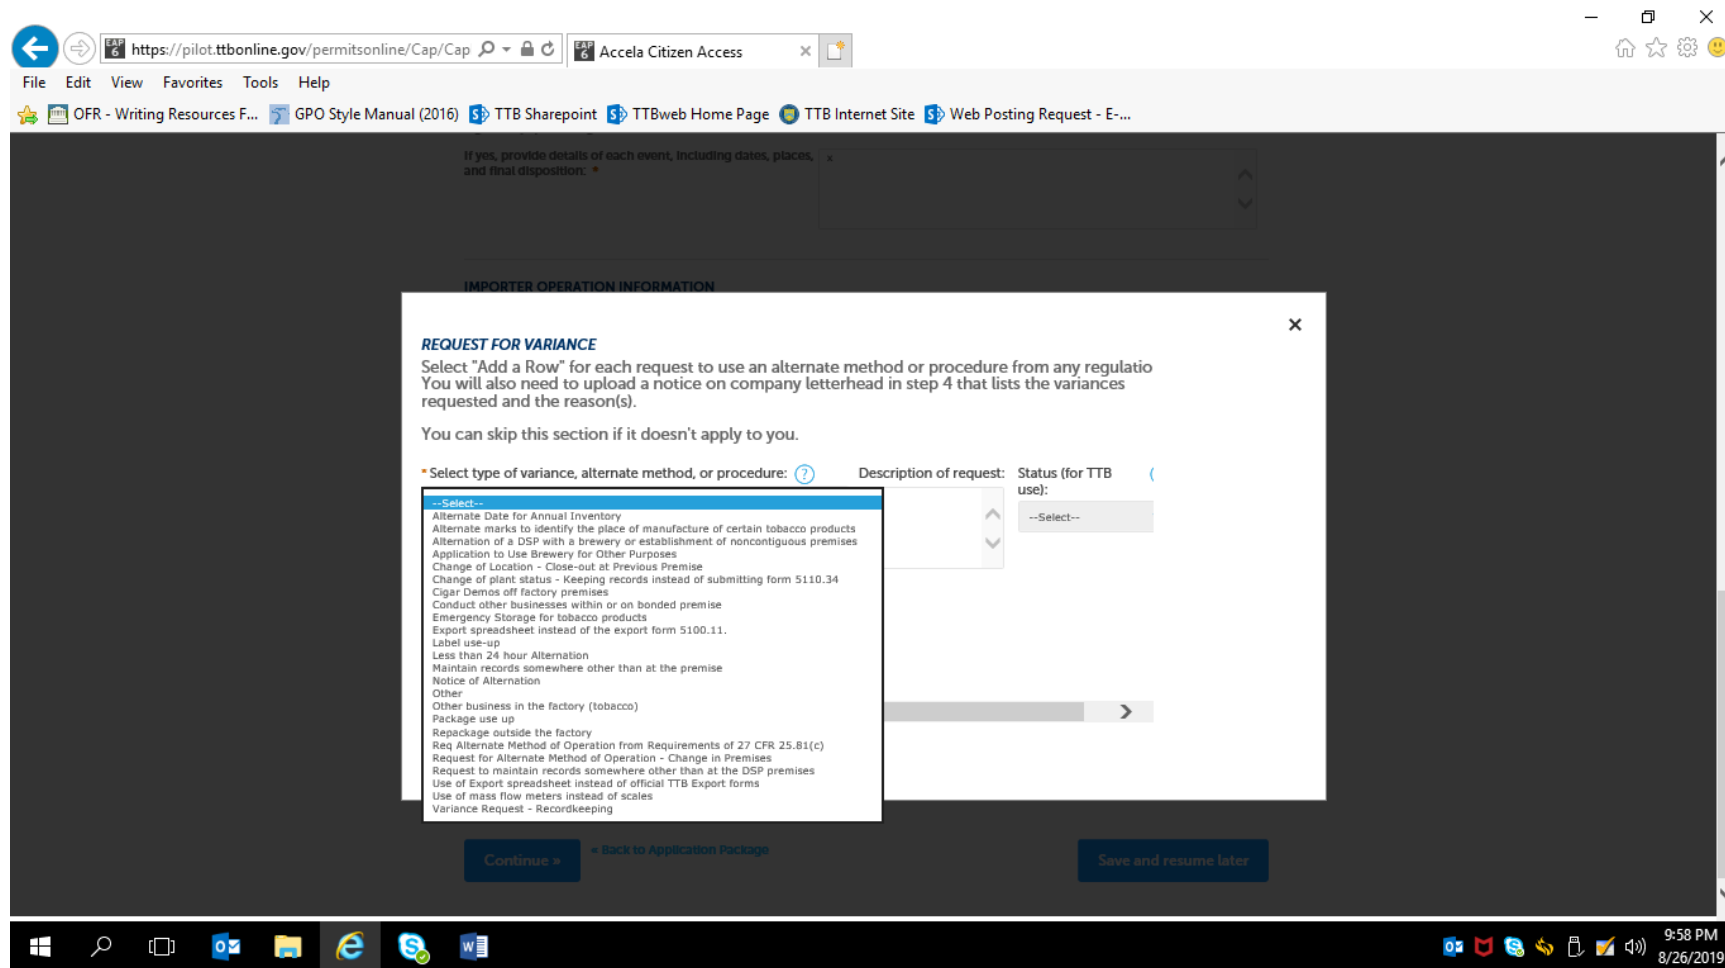 https://pilot.ttbonline.gov/permitsonline/Cap/Cap
EAP 6 Accela Citizen Access
File Edit View Favorites Tools Help
OFR - Writing Resources F... GPO Style Manual (2016) TTB Sharepoint TTBweb Home Page TTB Internet Site Web Posting Request - E-...
If yes, provide details of each event, including dates, places, x
and final disposition: *
IMPORTER OPERATION INFORMATION
REQUEST FOR VARIANCE
Select "Add a Row" for each request to use an alternate method or procedure from any regulatio
You will also need to upload a notice on company letterhead in step 4 that lists the variances
requested and the reason(s).
You can skip this section if it doesn't apply to you.
* Select type of variance, alternate method, or procedure: ? Description of request: Status (for TTB
use):
--Select-- --Select--
Alternate Date for Annual Inventory
Alternate marks to identify the place of manufacture of certain tobacco products
Alternation of a DSP with a brewery or establishment of noncontiguous premises
Application to Use Brewery for Other Purposes
Change of Location - Close-out at Previous Premise
Change of plant status - Keeping records instead of submitting form 5110.34
Cigar Demos off factory premises
Conduct other businesses within or on bonded premise
Emergency Storage for tobacco products
Export spreadsheet instead of the export form 5100.11.
Label use-up
Less than 24 hour Alternation
Maintain records somewhere other than at the premise
Notice of Alternation
Other
Other business in the factory (tobacco)
Package use up
Repackage outside the factory
Req Alternate Method of Operation from Requirements of 27 CFR 25.81(c)
Request for Alternate Method of Operation - Change in Premises
Request to maintain records somewhere other than at the DSP premises
Use of Export spreadsheet instead of official TTB Export forms
Use of mass flow meters instead of scales
Variance Request - Recordkeeping
Continue » « Back to Application Package Save and resume later
9:58 PM
8/26/2019